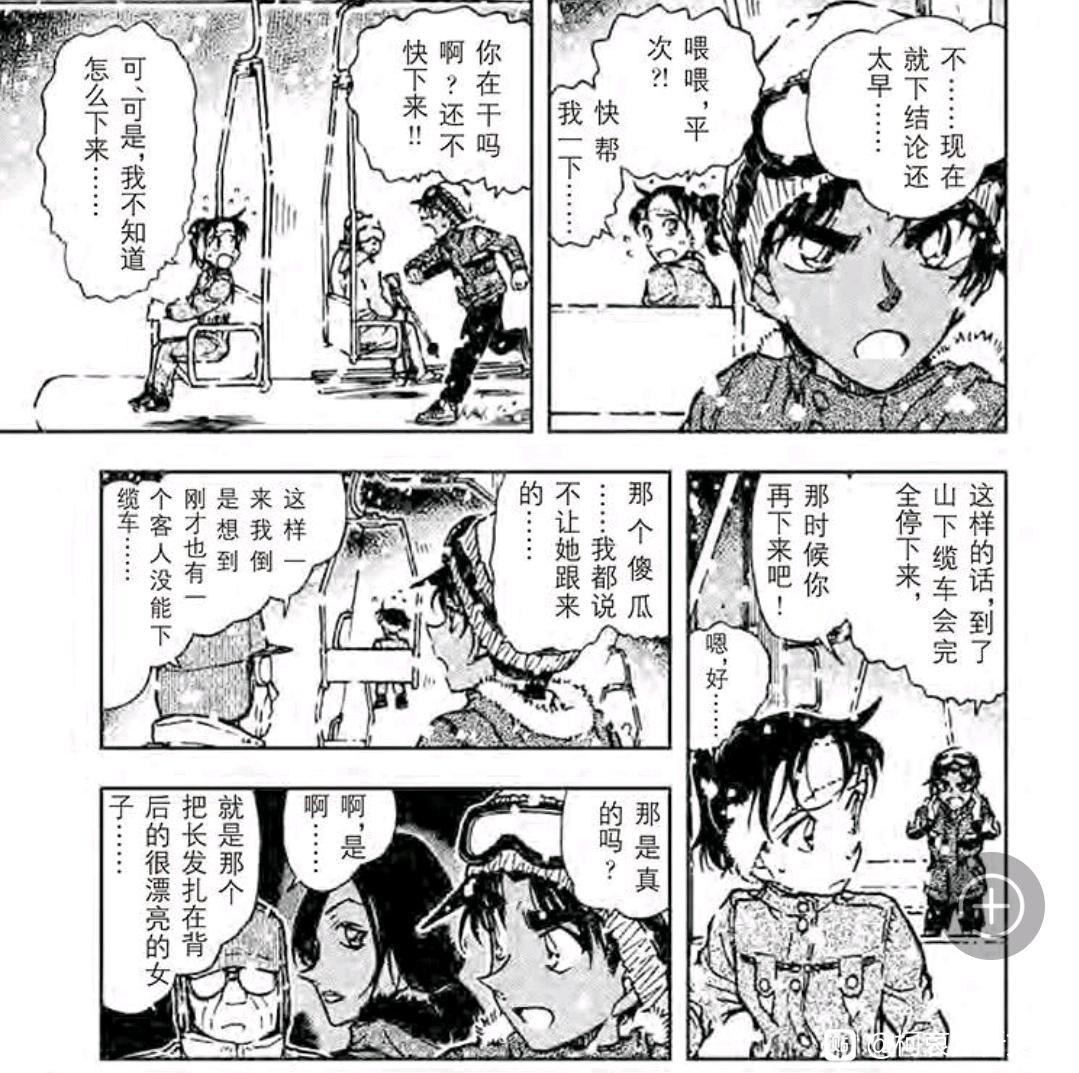 不……现在
就下结论还
太早……
喂喂，平
次?!
快帮
我一下……
你在干吗
啊？还不
快下来!!
可、可是，我不知道
怎么下来……
这样的话，到了
山下缆车会完
全停下来，
那时候你
再下来吧！
嗯，好……
那个傻瓜
……我都说
不让她跟来
的……
这样一
来我倒
是想到
刚才也有一
个客人没能下
缆车……
那是真
的吗？
啊，是
啊……
就是那个
把长发扎在背
后的很漂亮的女
子……
@柯哀